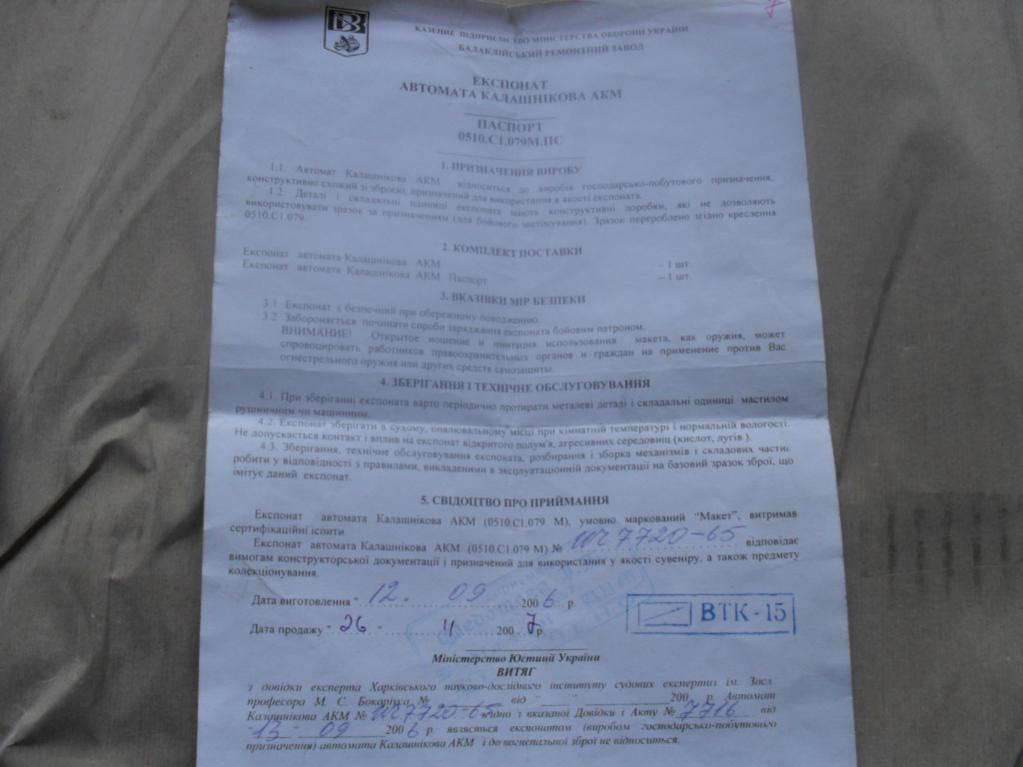 КАЗЕННЕ ПІДПРИЄМСТВО МІНІСТЕРСТВА ОБОРОНИ УКРАЇНИ
БАЛАКЛІЙСЬКИЙ РЕМОНТНИЙ ЗАВОД
ЕКСПОНАТ
АВТОМАТА КАЛАШНІКОВА АКМ
ПАСПОРТ
0510.С1.079М.ПС
1. ПРИЗНАЧЕННЯ ВИРОБУ
1.1. Автомат Калашнікова АКМ відноситься до виробів господарсько-побутового призначення,
конструктивно схожий зі зброєю, призначений для використання в якості експоната.
1.2. Деталі і складальні одиниці експоната мають конструктивні доробки, які не дозволяють
використовувати зразок за призначенням (для бойового застосування). Зразок перероблено згідно креслення
0510.С1.079.
2. КОМПЛЕКТ ПОСТАВКИ
Експонат автомата Калашнікова АКМ – 1 шт.
Експонат автомата Калашнікова АКМ Паспорт – 1 шт.
3. ВКАЗІВКИ МІР БЕЗПЕКИ
3.1 Експонат є безпечний при обережному поводженню.
3.2 Забороняється починати спроби заряджання експоната бойовим патроном.
ВНИМАНИЕ! Открытое ношение и имитация использования макета, как оружия, может
спровоцировать работников правоохранительных органов и граждан на применение против Вас
огнестрельного оружия или других средств самозащиты.
4. ЗБЕРІГАННЯ І ТЕХНІЧНЕ ОБСЛУГОВУВАННЯ
4.1. При зберіганні експоната варто періодично протирати металеві деталі і складальні одиниці мастилом
рушничним чи машинним.
4.2. Експонат зберігати в сухому, опалювальному місці при кімнатній температурі і нормальній вологості.
Не допускається контакт і вплив на експонат відкритого полум'я, агресивних середовищ (кислот, лугів ).
4.3. Зберігання, технічне обслуговування експоната, розбирання і зборка механізмів і складових частин
робити у відповідності з правилами, викладеними в эксплуатаційній документації на базовий зразок зброї, що
імітує даний експонат.
5. СВІДОЦТВО ПРО ПРИЙМАННЯ
Експонат автомата Калашнікова АКМ (0510.С1.079 М), умовно маркований “Макет”, витримав
сертифікаційні іспити.
Експонат автомата Калашнікова АКМ (0510.С1.079 М) № 7720-65 відповідає
вимогам конструкторської документації і призначений для використання у якості сувеніру, а також предмету
колекціонування.
Дата виготовлення “ 12. 09 2006 р.
Дата продажу “ 26 - 11 2007 р.
ВТК - 15
Міністерство Юстиції України
ВИТЯГ
з довідки експерта Харківського науково-дослідного інституту судових експертиз ім. Засл.
професора М. С. Бокаріуса № від 200 р. Автомат
Калашнікова АКМ № 7720-65 згідно з вказаної Довідки і Акту № 7716 від
13 - 09 2006 р. являється експонатом (виробом господарсько-побутового
призначення) автомата Калашнікова АКМ і до вогнепальної зброї не відноситься.